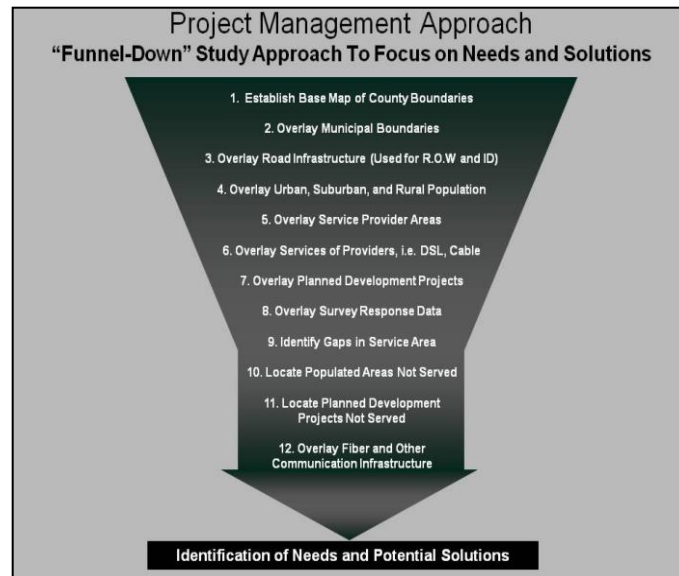 Project Management Approach
“Funnel-Down” Study Approach To Focus on Needs and Solutions
1. Establish Base Map of County Boundaries
2. Overlay Municipal Boundaries
3. Overlay Road Infrastructure (Used for R.O.W and ID)
4. Overlay Urban, Suburban, and Rural Population
5. Overlay Service Provider Areas
6. Overlay Services of Providers, i.e. DSL, Cable
7. Overlay Planned Development Projects
8. Overlay Survey Response Data
9. Identify Gaps in Service Area
10. Locate Populated Areas Not Served
11. Locate Planned Development
Projects Not Served
12. Overlay Fiber and Other
Communication Infrastructure
Identification of Needs and Potential Solutions